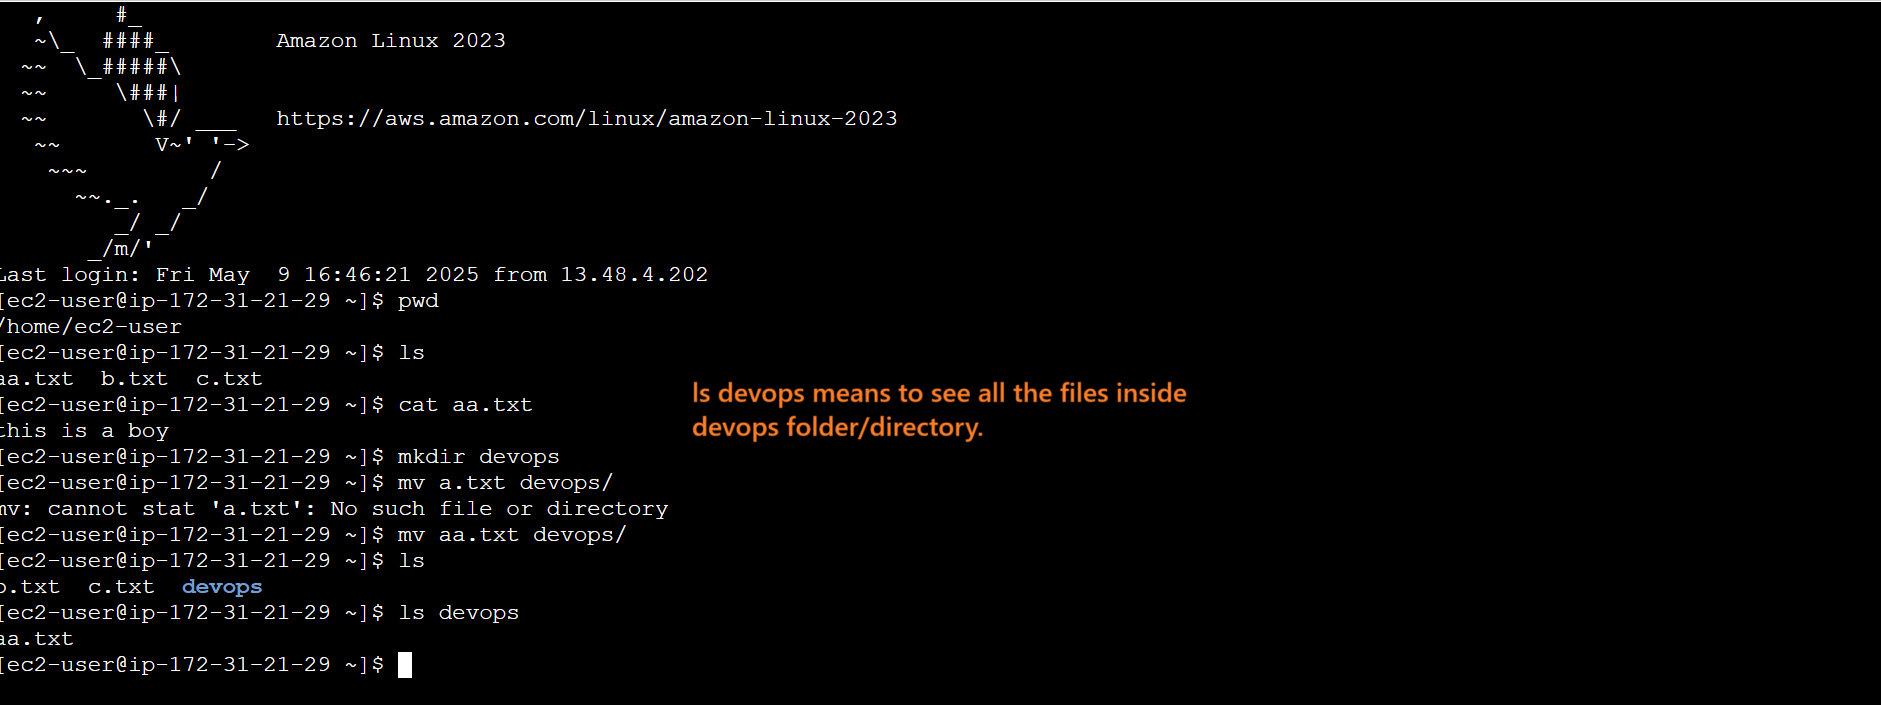 ,     #_
   ~\_  ####_        Amazon Linux 2023
  ~~  \_#####\
  ~~     \###|
  ~~       \#/ ___   https://aws.amazon.com/linux/amazon-linux-2023
   ~~       V~' '->
    ~~~         /
      ~~._.   _/
         _/ _/
       _/m/'
Last login: Fri May  9 16:46:21 2025 from 13.48.4.202
[ec2-user@ip-172-31-21-29 ~]$ pwd
/home/ec2-user
[ec2-user@ip-172-31-21-29 ~]$ ls
aa.txt  b.txt  c.txt
[ec2-user@ip-172-31-21-29 ~]$ cat aa.txt
this is a boy
[ec2-user@ip-172-31-21-29 ~]$ mkdir devops
[ec2-user@ip-172-31-21-29 ~]$ mv a.txt devops/
mv: cannot stat 'a.txt': No such file or directory
[ec2-user@ip-172-31-21-29 ~]$ mv aa.txt devops/
[ec2-user@ip-172-31-21-29 ~]$ ls
b.txt  c.txt  devops
[ec2-user@ip-172-31-21-29 ~]$ ls devops
aa.txt
[ec2-user@ip-172-31-21-29 ~]$
ls devops means to see all the files inside
devops folder/directory.